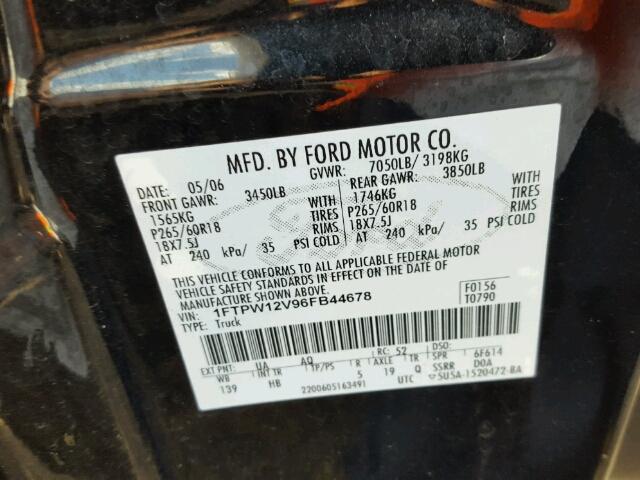 MFD. BY FORD MOTOR CO.
DATE: 05/06 GVWR: 7050LB/ 3198KG
FRONT GAWR: 3450LB REAR GAWR: 3850LB
1565KG WITH 1746KG WITH
P265/60R18 TIRES P265/60R18 TIRES
18X7.5J RIMS 18X7.5J RIMS
AT 240 kPa/ 35 PSI COLD AT 240 kPa/ 35 PSI COLD
THIS VEHICLE CONFORMS TO ALL APPLICABLE FEDERAL MOTOR
VEHICLE SAFETY STANDARDS IN EFFECT ON THE DATE OF
MANUFACTURE SHOWN ABOVE.
VIN: 1FTPW12V96FB44678 F0156
TYPE: Truck T0790
EXT PNT: UA AQ RC: 52 DSO:
WB INT TR TP/PS R AXLE TR SPR 6F614
139 HB 5 19 Q SSRR D0A
2200605163491 UTC 5U5A-1520472-BA